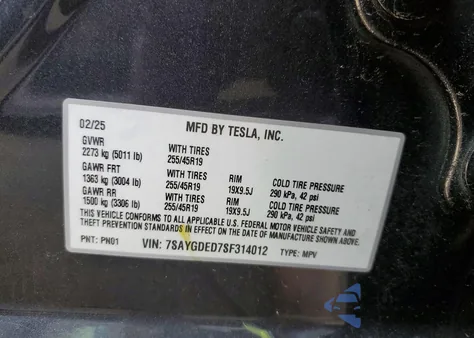 02/25 MFD BY TESLA, INC.
GVWR
2273 kg (5011 lb) WITH TIRES 255/45R19
GAWR FRT
1363 kg (3004 lb) WITH TIRES 255/45R19 RIM 19X9.5J COLD TIRE PRESSURE 290 kPa, 42 psi
GAWR RR
1500 kg (3306 lb) WITH TIRES 255/45R19 RIM 19X9.5J COLD TIRE PRESSURE 290 kPa, 42 psi
THIS VEHICLE CONFORMS TO ALL APPLICABLE U.S. FEDERAL MOTOR VEHICLE SAFETY AND
THEFT PREVENTION STANDARDS IN EFFECT ON THE DATE OF MANUFACTURE SHOWN ABOVE.
PNT: PN01 VIN: 7SAYGDED7SF314012 TYPE: MPV